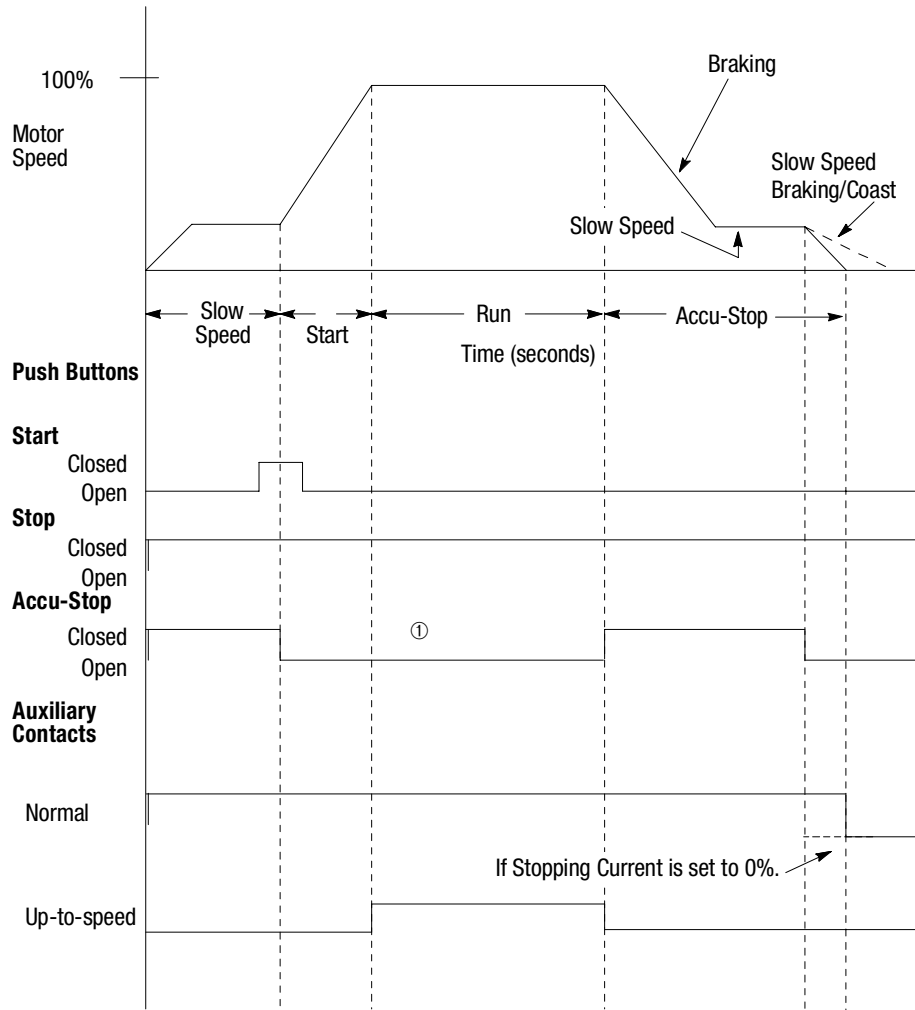 100%
Motor
Speed
Braking
Slow Speed
Braking/Coast
Slow Speed
Slow
Speed
Start
Run
Accu-Stop
Time (seconds)
Push Buttons
Start
Closed
Open
Stop
Closed
Open
Accu-Stop
Closed
①
Open
Auxiliary
Contacts
Normal
If Stopping Current is set to 0%.
Up-to-speed